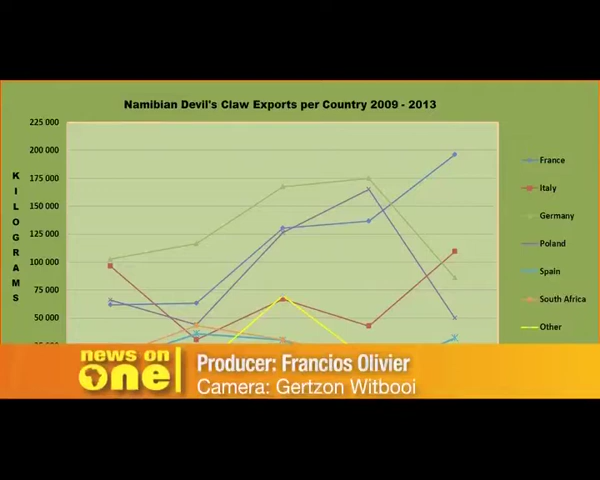 Namibian Devil's Claw Exports per Country 2009 - 2013
225 000
200 000
175 000
150 000
125 000
100 000
75 000
50 000
KILOGRAMS
France
Italy
Germany
Poland
Spain
South Africa
Other
news on
one
Producer: Francios Olivier
Camera: Gertzon Witbooi